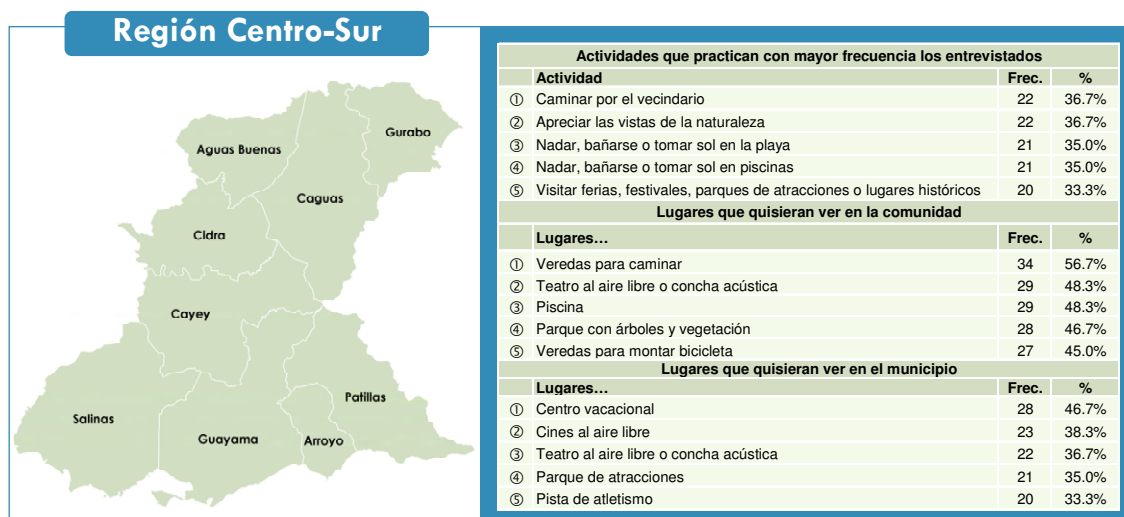 Región Centro-Sur
Gurabo
Aguas Buenas
Caguas
Cidra
Cayey
Patillas
Salinas
Guayama
Arroyo
Actividades que practican con mayor frecuencia los entrevistados
Actividad Frec. %
① Caminar por el vecindario 22 36.7%
② Apreciar las vistas de la naturaleza 22 36.7%
③ Nadar, bañarse o tomar sol en la playa 21 35.0%
④ Nadar, bañarse o tomar sol en piscinas 21 35.0%
⑤ Visitar ferias, festivales, parques de atracciones o lugares históricos 20 33.3%
Lugares que quisieran ver en la comunidad
Lugares… Frec. %
① Veredas para caminar 34 56.7%
② Teatro al aire libre o concha acústica 29 48.3%
③ Piscina 29 48.3%
④ Parque con árboles y vegetación 28 46.7%
⑤ Veredas para montar bicicleta 27 45.0%
Lugares que quisieran ver en el municipio
Lugares… Frec. %
① Centro vacacional 28 46.7%
② Cines al aire libre 23 38.3%
③ Teatro al aire libre o concha acústica 22 36.7%
④ Parque de atracciones 21 35.0%
⑤ Pista de atletismo 20 33.3%